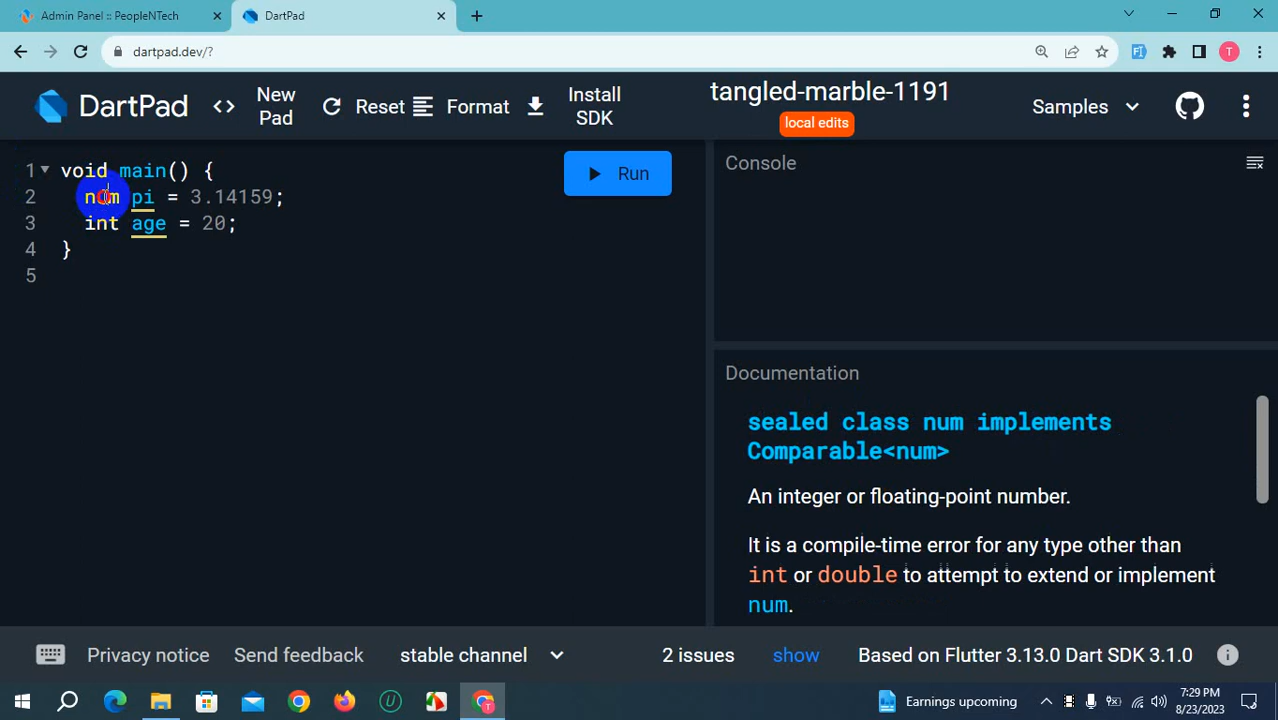 Admin Panel :: PeopleNTech
DartPad
dartpad.dev/?
DartPad
New Pad
Reset
Format
Install SDK
tangled-marble-1191
local edits
Samples
1 void main() {
2 num pi = 3.14159;
3 int age = 20;
4 }
5
Run
Console
Documentation
sealed class num implements
Comparable<num>
An integer or floating-point number.
It is a compile-time error for any type other than
int or double to attempt to extend or implement
num.
Privacy notice
Send feedback
stable channel
2 issues
show
Based on Flutter 3.13.0 Dart SDK 3.1.0
Earnings upcoming
7:29 PM
8/23/2023